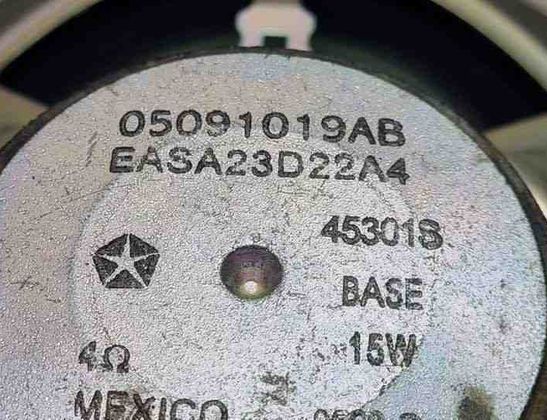 05091019AB
EASA23D22A4
45301S
BASE
4Ω 15W
MEXICO